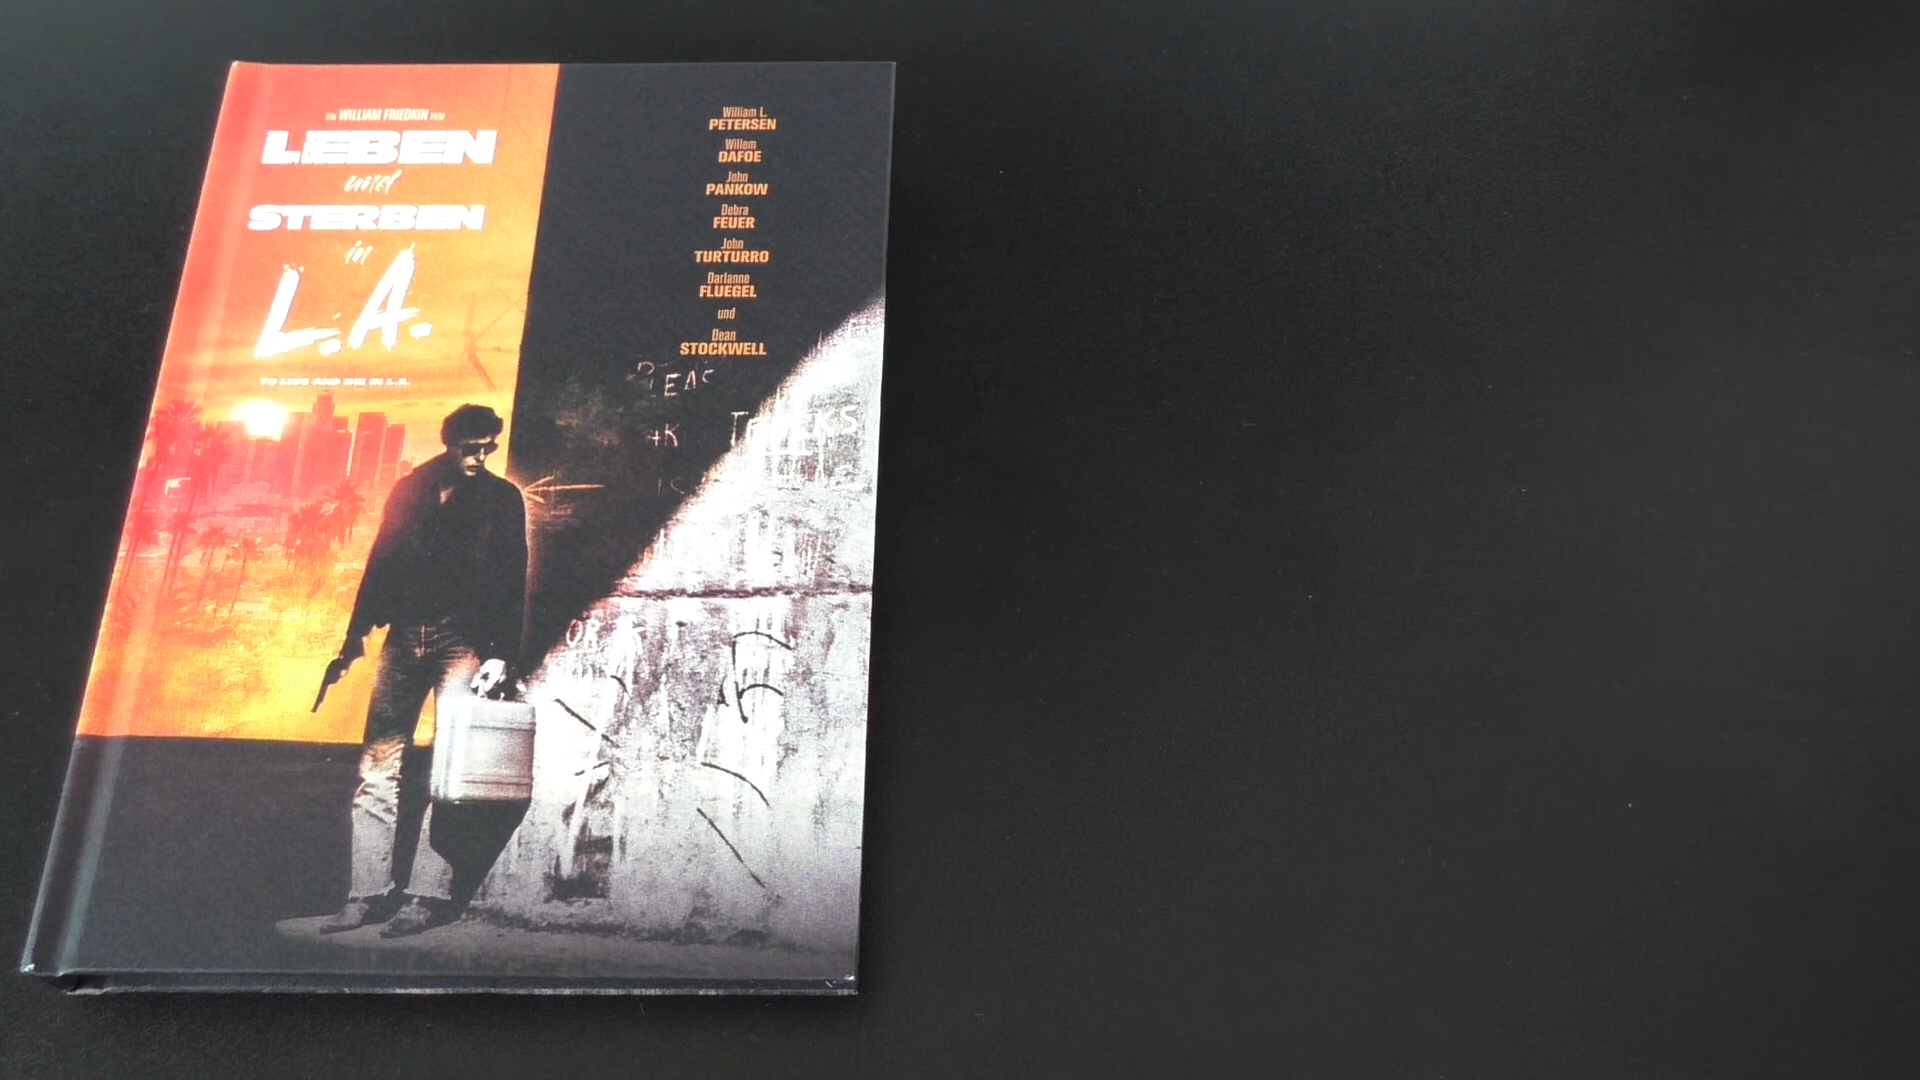 EIN WILLIAM FRIEDKIN FILM
LEBEN
und
STERBEN
in
L.A.
TO LIVE AND DIE IN L.A.
William L.
PETERSEN
Willem
DAFOE
John
PANKOW
Debra
FEUER
John
TURTURRO
Darlanne
FLUEGEL
und
Dean
STOCKWELL